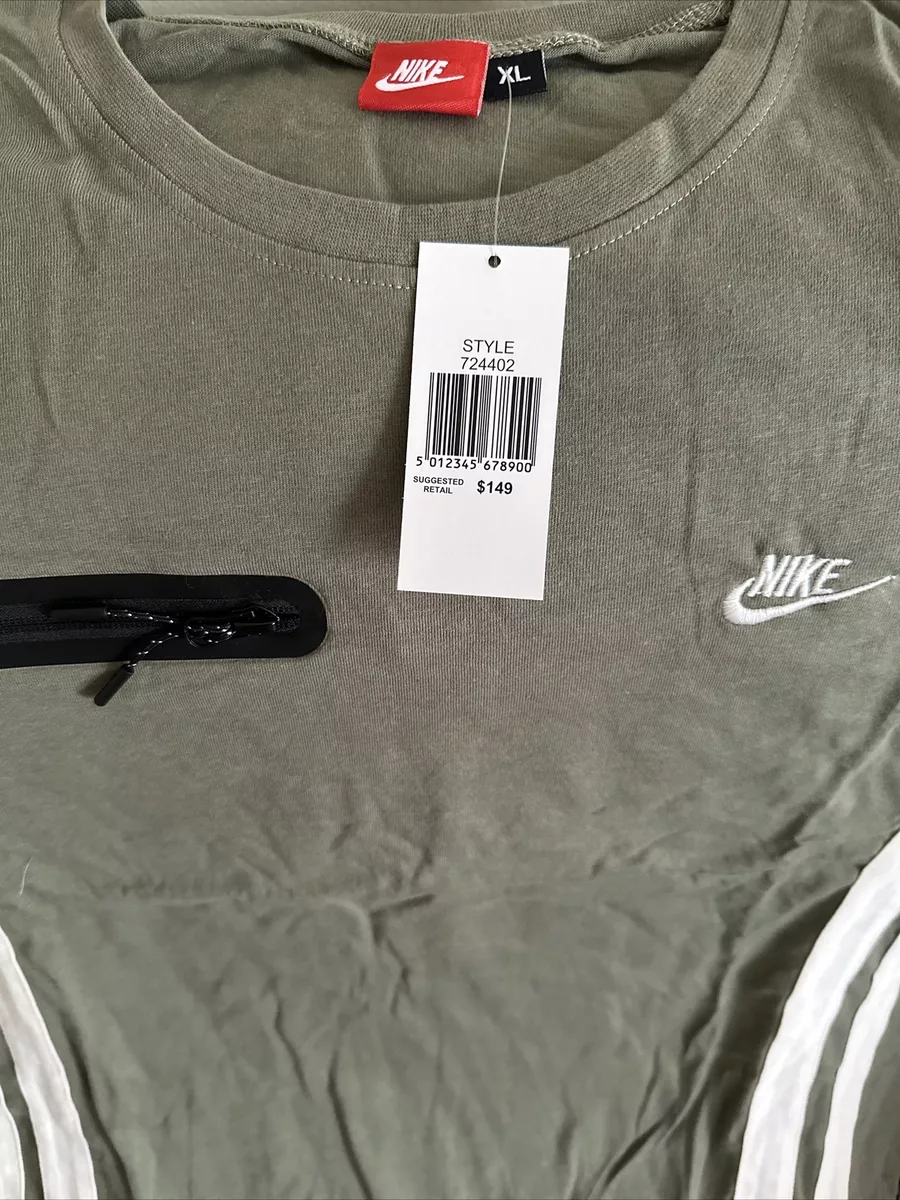 NIKE
XL
STYLE
724402
5 012345 678900
SUGGESTED
RETAIL $149
NIKE